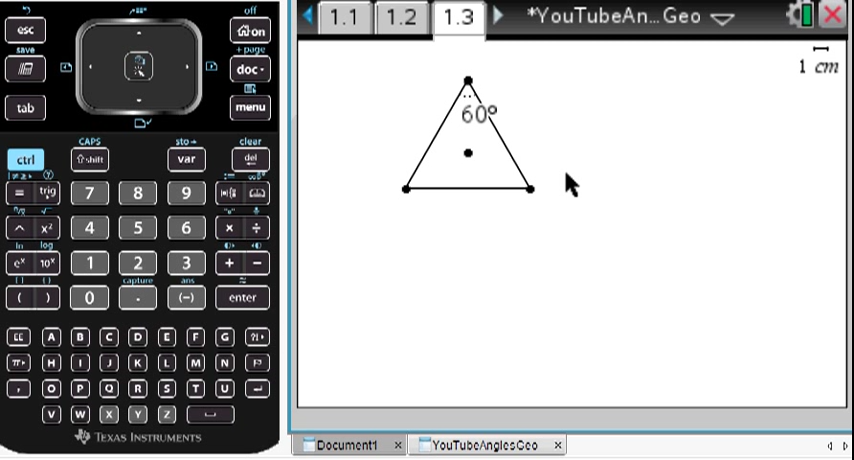 off
esc
on
save
+ page
doc
tab
menu
CAPS
sto→
clear
ctrl
⇧shift
var
del
=
trig
7
8
9
^
x²
4
5
6
×
÷
ln
log
eˣ
10ˣ
1
2
3
+
−
capture
ans
(
)
0
.
(−)
enter
EE
A
B
C
D
E
F
G
?!▸
π▸
H
I
J
K
L
M
N
,
O
P
Q
R
S
T
U
V
W
X
Y
Z
TEXAS INSTRUMENTS
1.1
1.2
1.3
*YouTubeAn…Geo
1 cm
60°
Document1 ×
YouTubeAnglesGeo ×